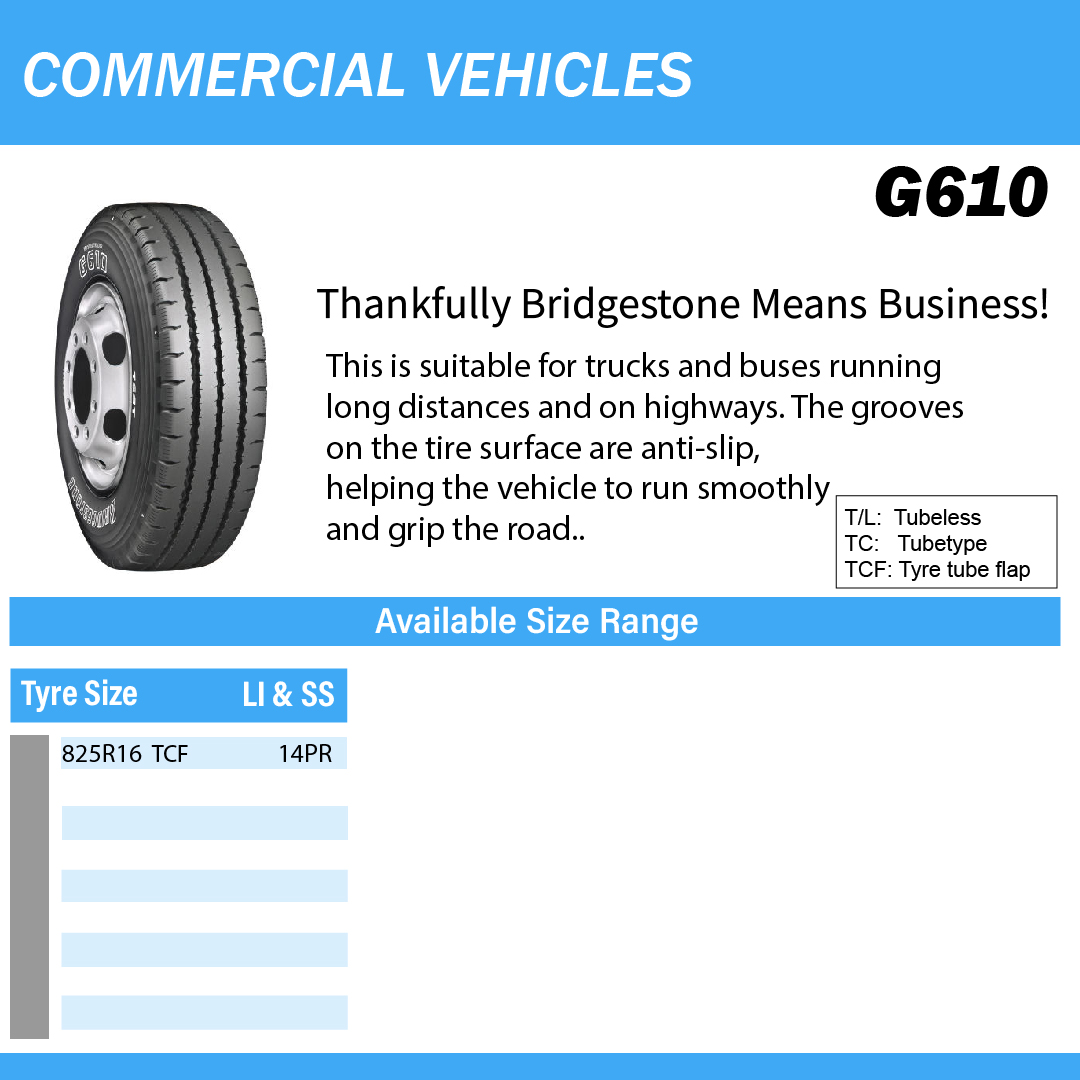 COMMERCIAL VEHICLES
G610
G610
Thankfully Bridgestone Means Business!
This is suitable for trucks and buses running
long distances and on highways. The grooves
on the tire surface are anti-slip,
helping the vehicle to run smoothly
and grip the road..
T/L: Tubeless
TC: Tubetype
TCF: Tyre tube flap
BRIDGESTONE
Available Size Range
Tyre Size LI & SS
825R16 TCF 14PR